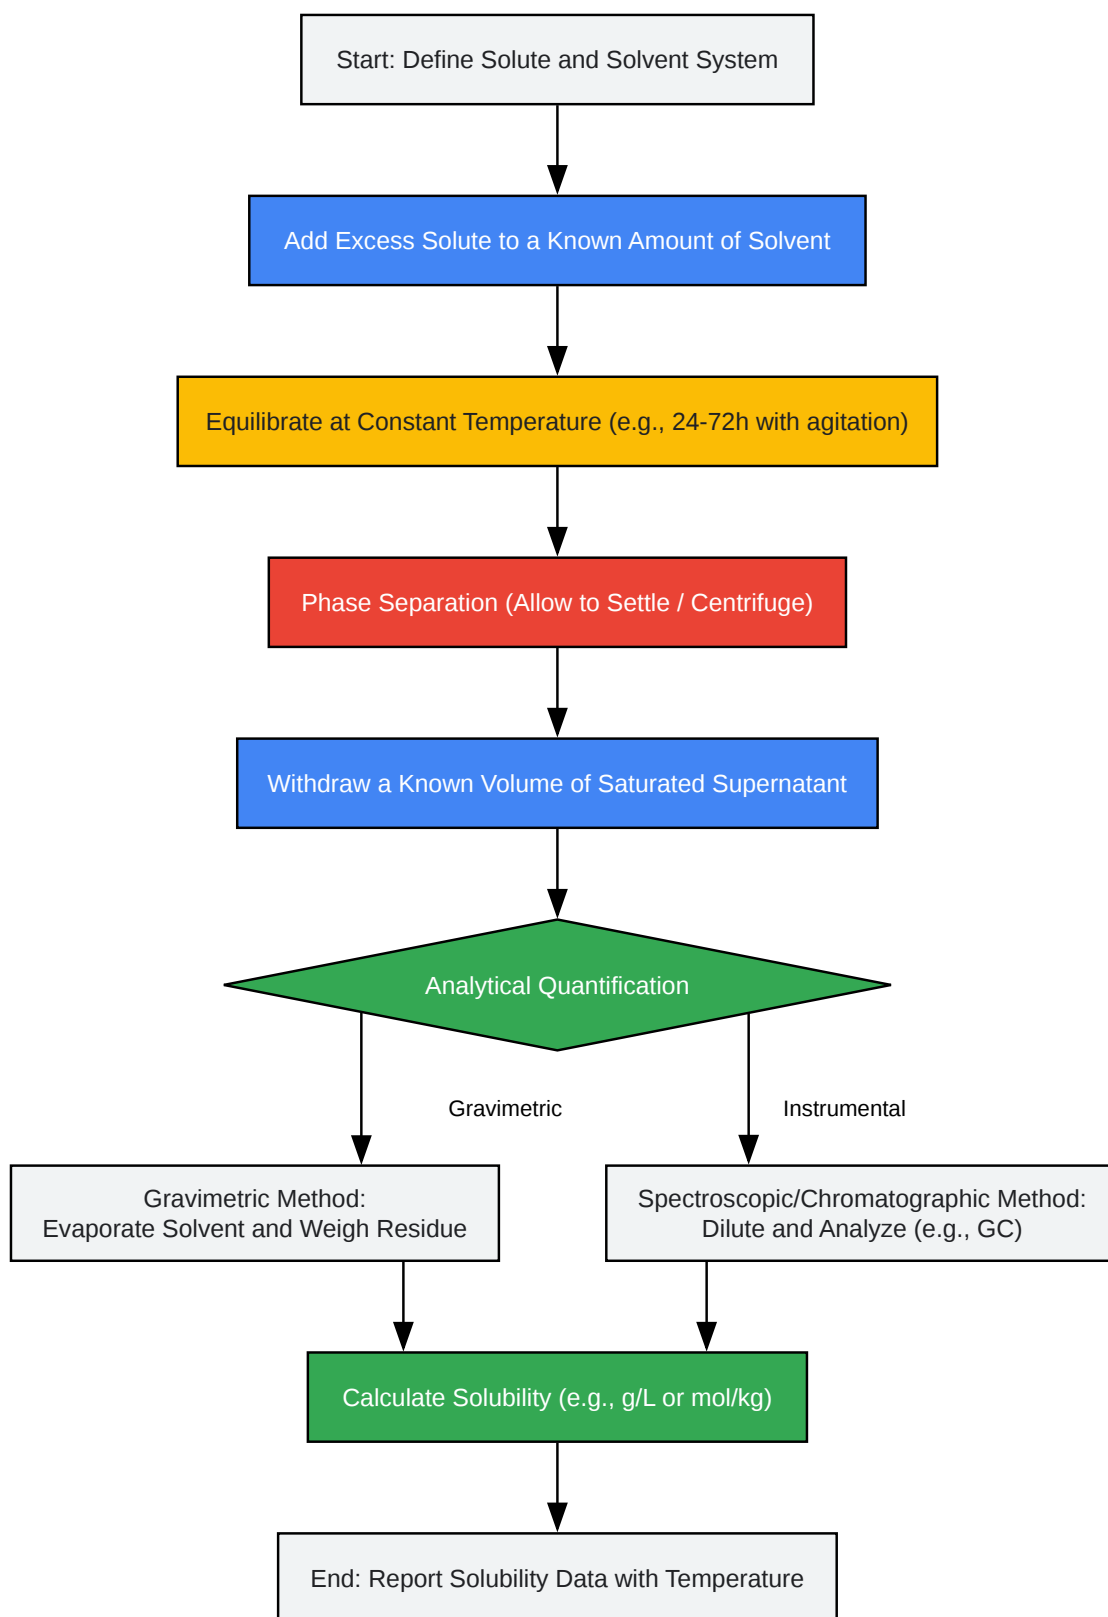 Start: Define Solute and Solvent System
Add Excess Solute to a Known Amount of Solvent
Equilibrate at Constant Temperature (e.g., 24-72h with agitation)
Phase Separation (Allow to Settle / Centrifuge)
Withdraw a Known Volume of Saturated Supernatant
Analytical Quantification
Gravimetric
Instrumental
Gravimetric Method:
Evaporate Solvent and Weigh Residue
Spectroscopic/Chromatographic Method:
Dilute and Analyze (e.g., GC)
Calculate Solubility (e.g., g/L or mol/kg)
End: Report Solubility Data with Temperature